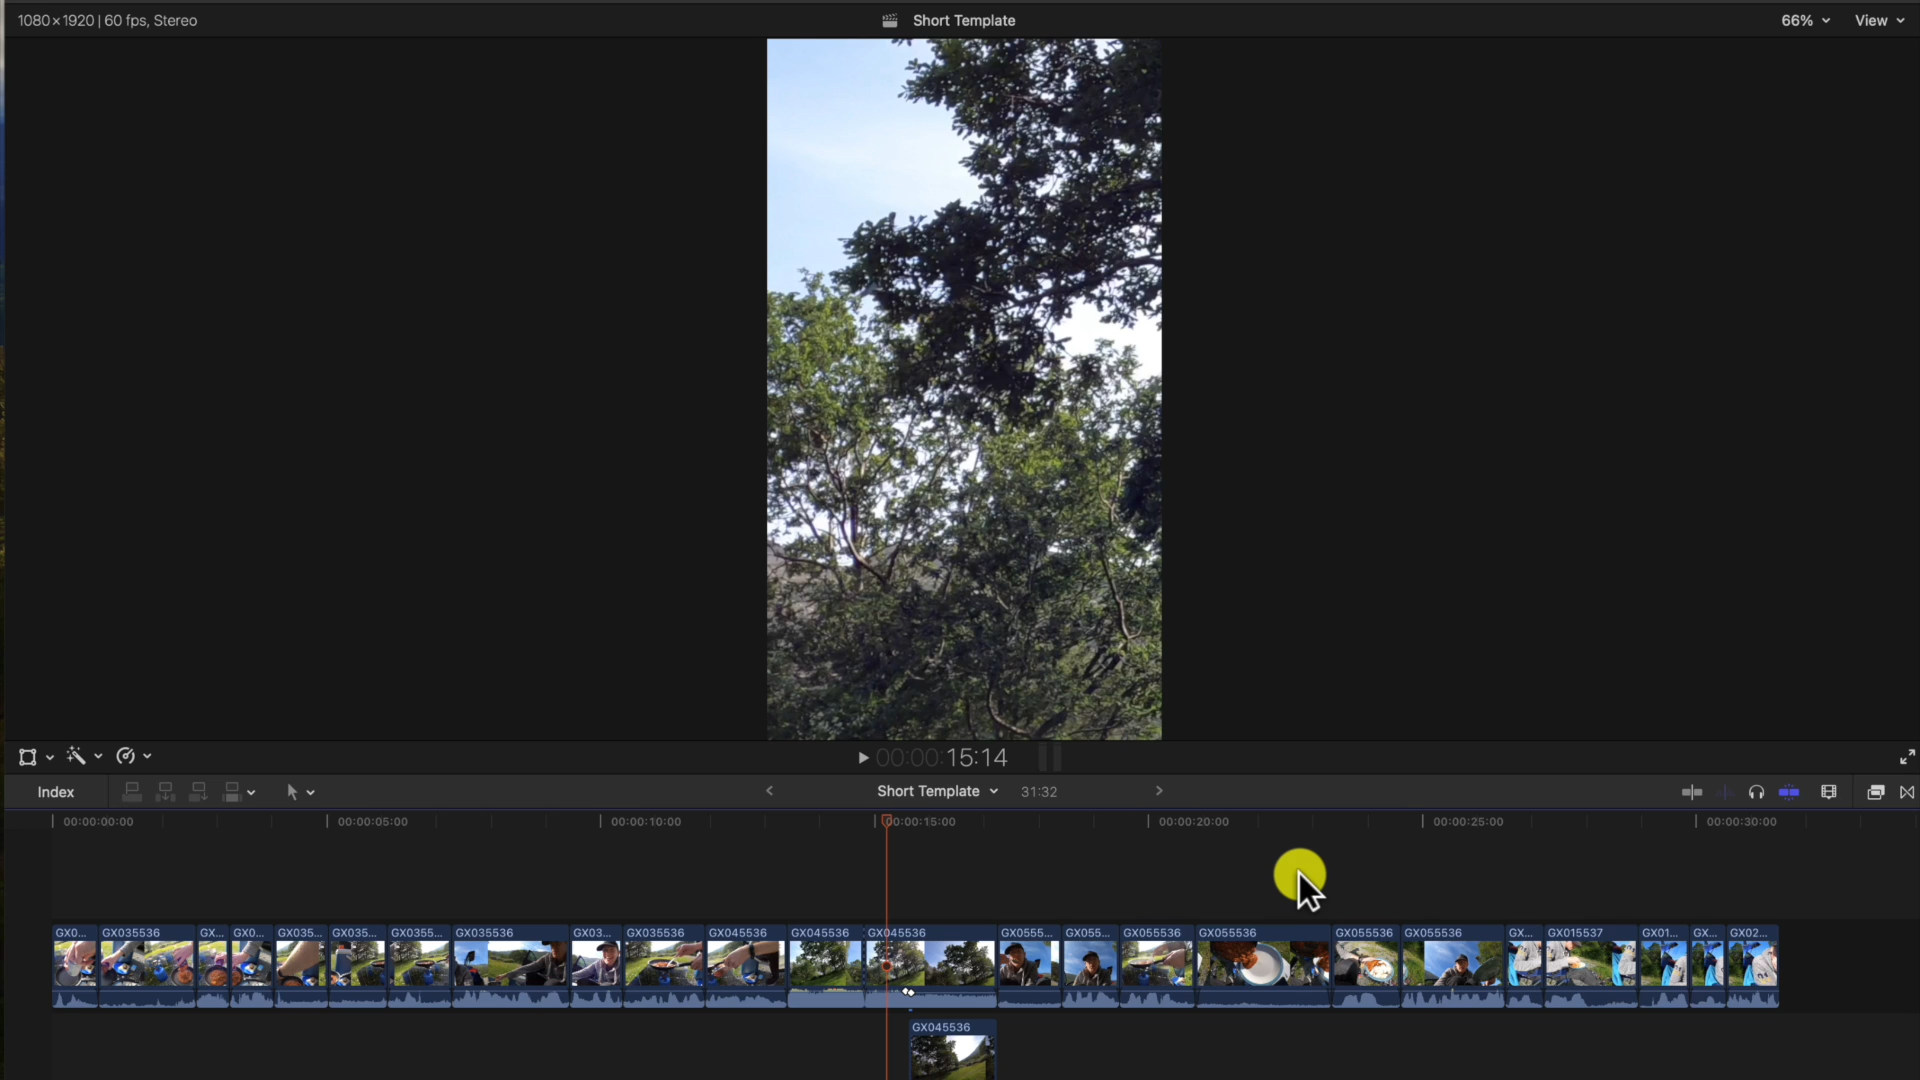 1080×1920 | 60 fps, Stereo
Short Template
66%
View
00:00:15:14
Index
Short Template
31:32
00:00:00:00
00:00:05:00
00:00:10:00
00:00:15:00
00:00:20:00
00:00:25:00
00:00:30:00
GX0...
GX035536
GX...
GX0...
GX035...
GX035...
GX0355...
GX035536
GX03...
GX035536
GX045536
GX045536
GX045536
GX0555...
GX055...
GX055536
GX055536
GX055536
GX055536
GX...
GX015537
GX01...
GX...
GX02...
GX045536